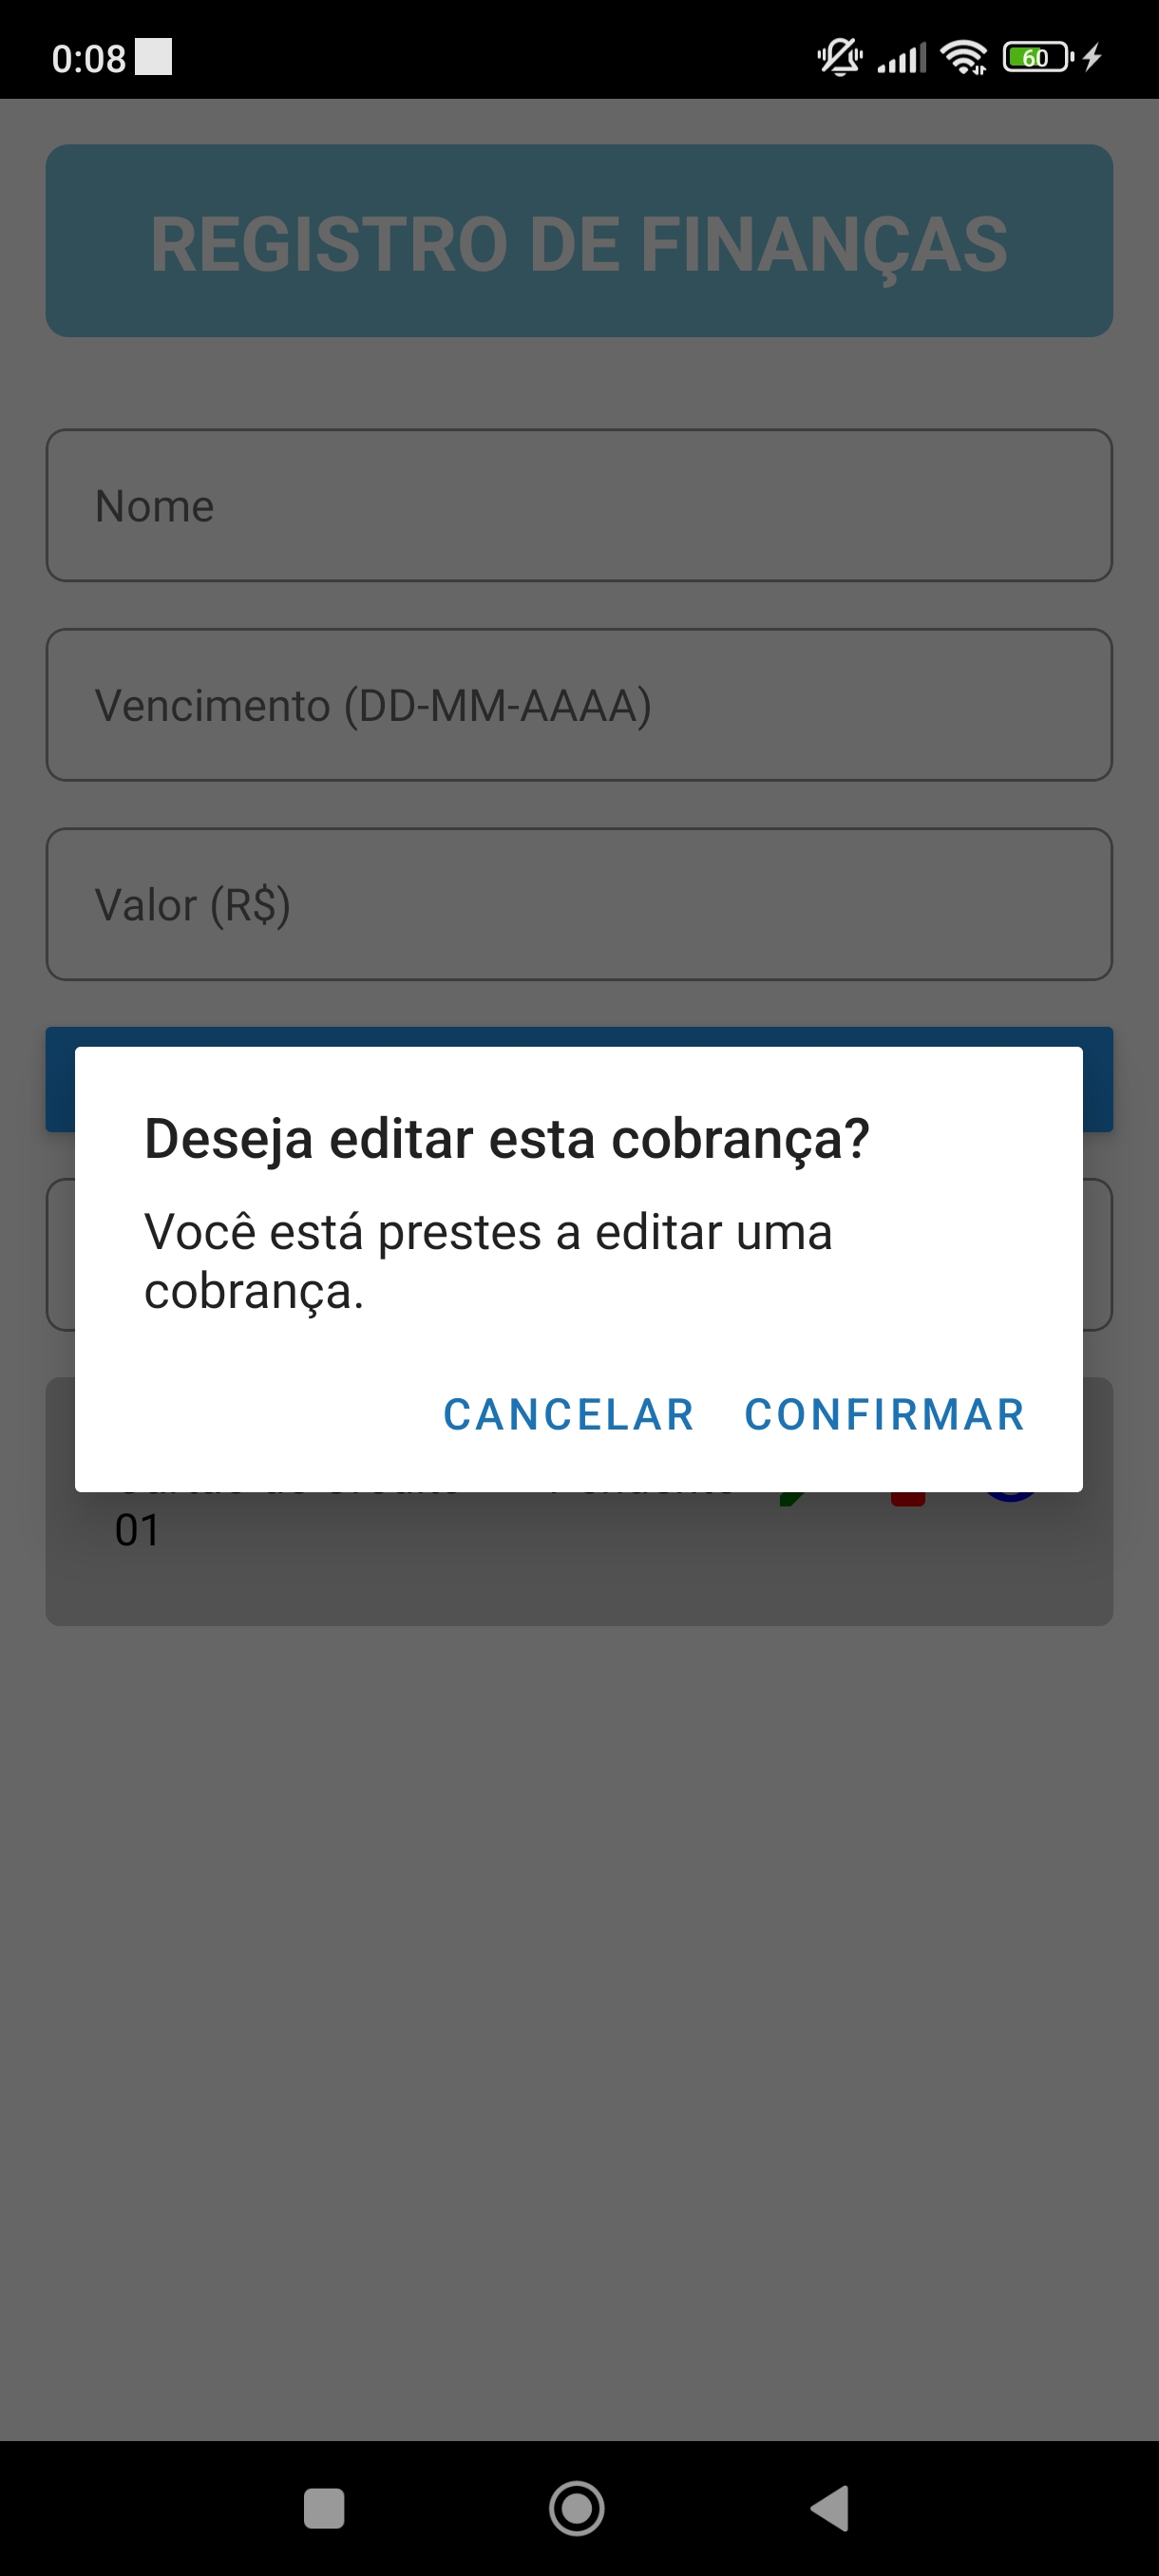 0:08
60
REGISTRO DE FINANÇAS
Nome
Vencimento (DD-MM-AAAA)
Valor (R$)
Deseja editar esta cobrança?
Você está prestes a editar uma
cobrança.
CANCELAR CONFIRMAR
01